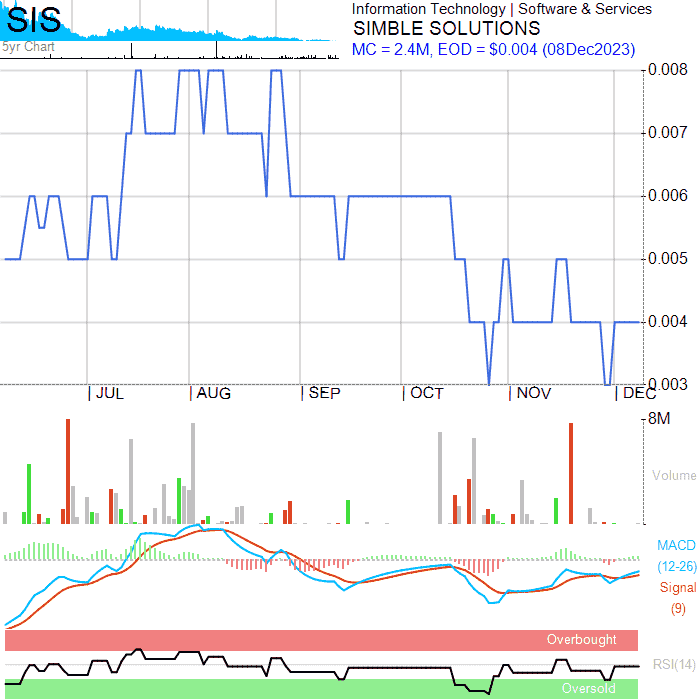 SIS
5yr Chart
Information Technology | Software & Services
SIMBLE SOLUTIONS
MC = 2.4M, EOD = $0.004 (08Dec2023)
0.008
0.007
0.006
0.005
0.004
0.003
JUL AUG SEP OCT NOV DEC
8M
Volume
MACD
(12-26)
Signal
(9)
Overbought
RSI(14)
Oversold